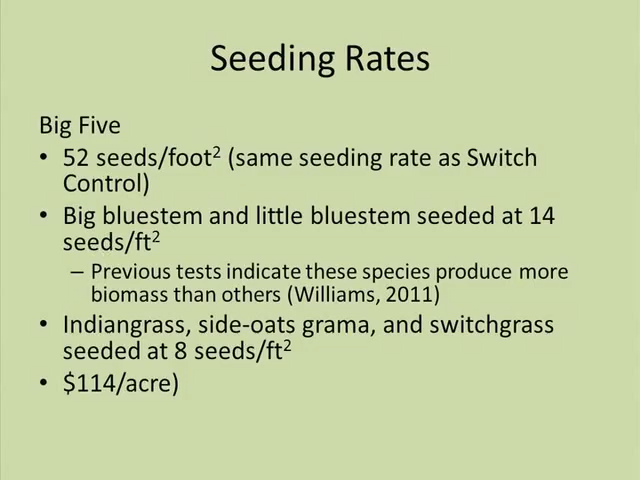 Seeding Rates
Big Five
• 52 seeds/foot² (same seeding rate as Switch
Control)
• Big bluestem and little bluestem seeded at 14
seeds/ft²
– Previous tests indicate these species produce more
biomass than others (Williams, 2011)
• Indiangrass, side-oats grama, and switchgrass
seeded at 8 seeds/ft²
• $114/acre)